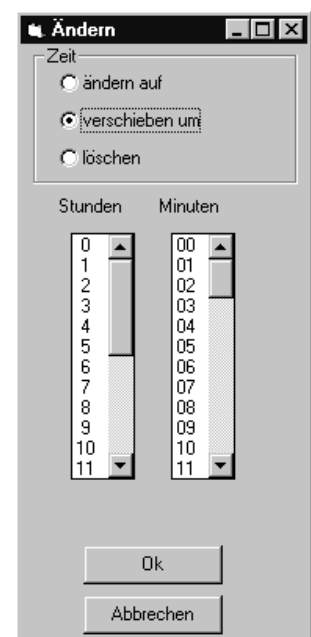 Ändern
Zeit
ändern auf
verschieben um
löschen
Stunden Minuten
0 00
1 01
2 02
3 03
4 04
5 05
6 06
7 07
8 08
9 09
10 10
11 11
Ok
Abbrechen